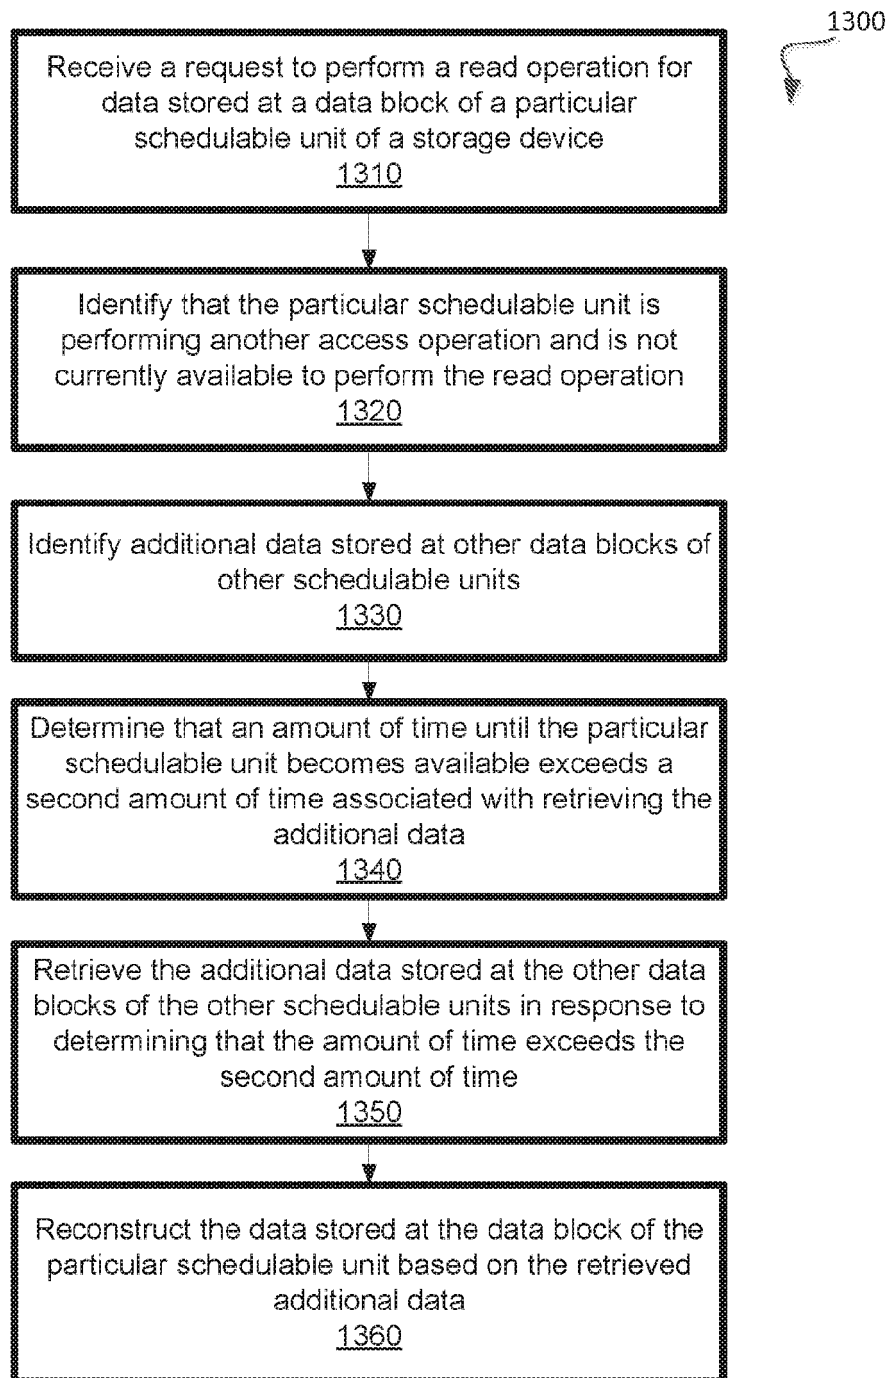 1300
Receive a request to perform a read operation for
data stored at a data block of a particular
schedulable unit of a storage device
1310
Identify that the particular schedulable unit is
performing another access operation and is not
currently available to perform the read operation
1320
Identify additional data stored at other data blocks of
other schedulable units
1330
Determine that an amount of time until the particular
schedulable unit becomes available exceeds a
second amount of time associated with retrieving the
additional data
1340
Retrieve the additional data stored at the other data
blocks of the other schedulable units in response to
determining that the amount of time exceeds the
second amount of time
1350
Reconstruct the data stored at the data block of the
particular schedulable unit based on the retrieved
additional data
1360